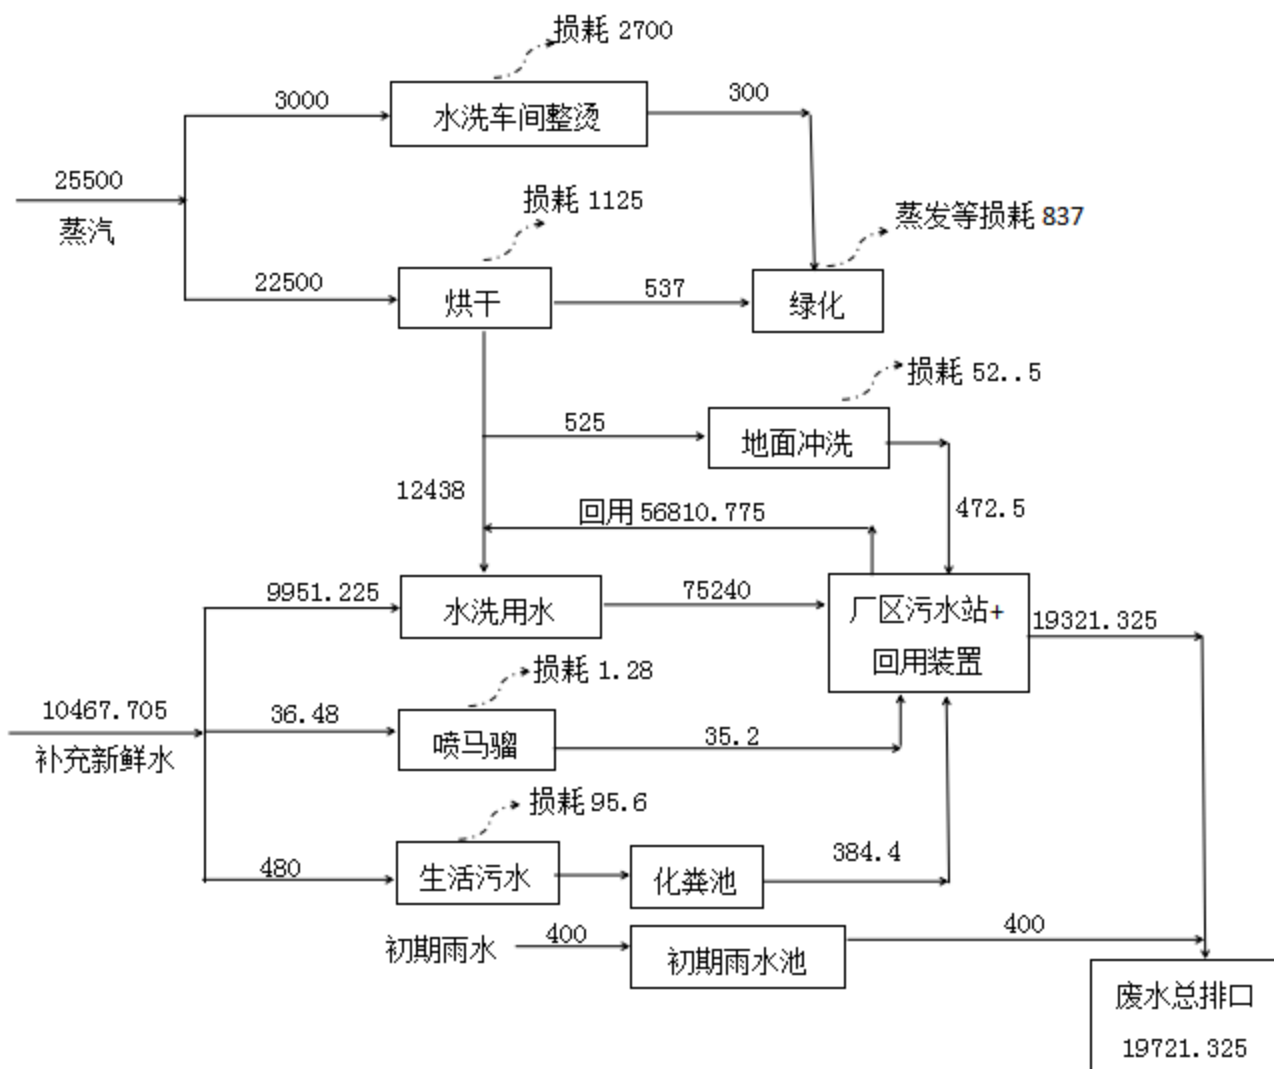 损耗 2700
3000
水洗车间整烫
300
25500
蒸汽
损耗 1125
蒸发等损耗 837
22500
烘干
537
绿化
损耗 52..5
525
地面冲洗
12438
回用 56810.775
472.5
9951.225
水洗用水
75240
厂区污水站+
回用装置
19321.325
损耗 1.28
10467.705
补充新鲜水
36.48
喷马骝
35.2
损耗 95.6
480
生活污水
化粪池
384.4
初期雨水
400
初期雨水池
400
废水总排口
19721.325